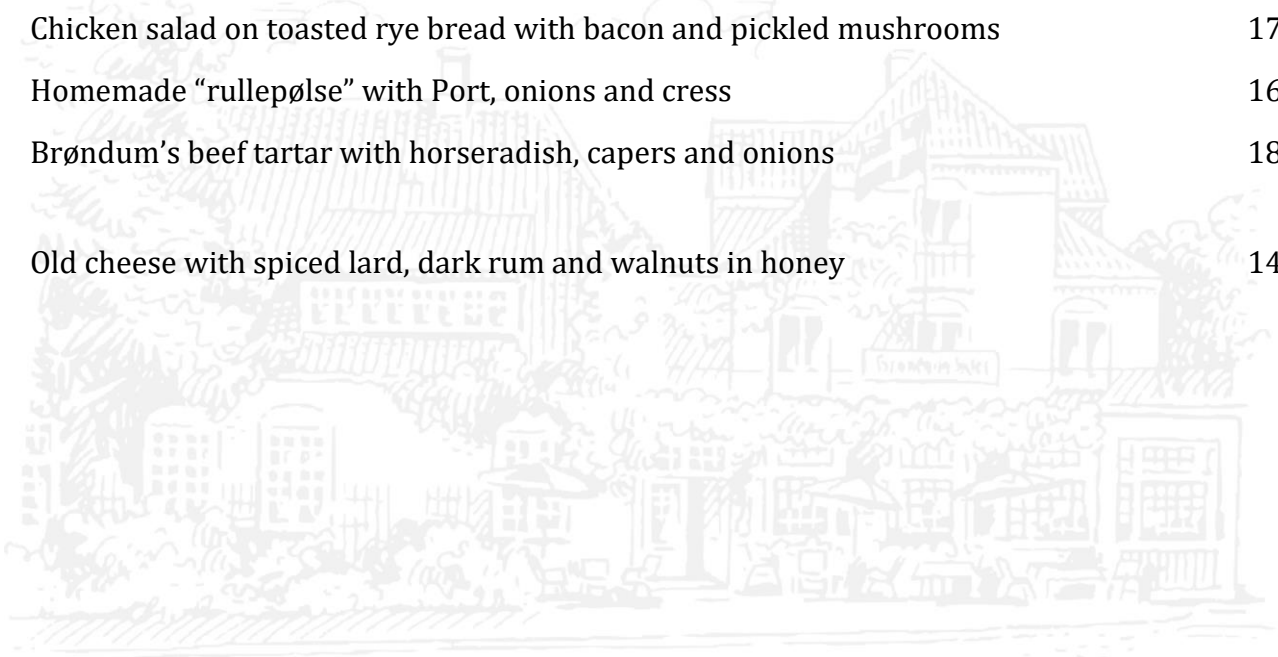 Chicken salad on toasted rye bread with bacon and pickled mushrooms 17
Homemade “rullepølse” with Port, onions and cress 16
Brøndum’s beef tartar with horseradish, capers and onions 18
Old cheese with spiced lard, dark rum and walnuts in honey 14